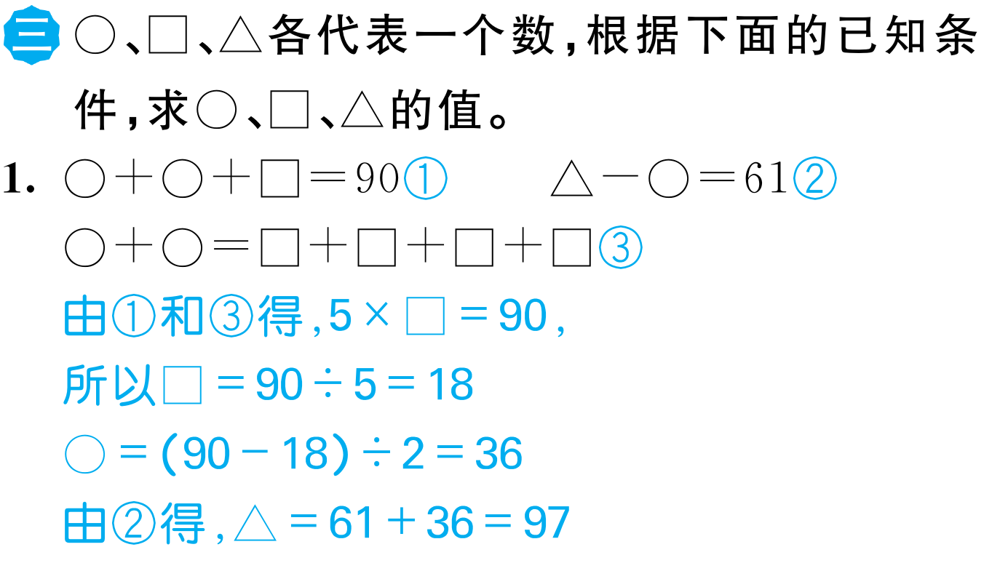 三 ○、□、△各代表一个数,根据下面的已知条
件,求○、□、△的值。
1. ○+○+□=90① △-○=61②
○+○=□+□+□+□③
由①和③得,5×□=90,
所以□=90÷5=18
○=(90-18)÷2=36
由②得,△=61+36=97